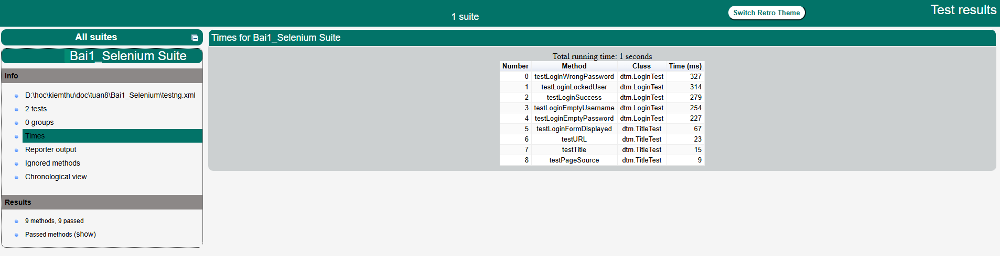 1 suite
Switch Retro Theme
Test results
All suites
Bai1_Selenium Suite
Info
D:\hoc\kiemthu\doc\tuan8\Bai1_Selenium\testng.xml
2 tests
0 groups
Times
Reporter output
Ignored methods
Chronological view
Results
9 methods, 9 passed
Passed methods (show)
Times for Bai1_Selenium Suite
Total running time: 1 seconds
Number Method Class Time (ms)
0 testLoginWrongPassword dtm.LoginTest 327
1 testLoginLockedUser dtm.LoginTest 314
2 testLoginSuccess dtm.LoginTest 279
3 testLoginEmptyUsername dtm.LoginTest 254
4 testLoginEmptyPassword dtm.LoginTest 227
5 testLoginFormDisplayed dtm.TitleTest 67
6 testURL dtm.TitleTest 23
7 testTitle dtm.TitleTest 15
8 testPageSource dtm.TitleTest 9